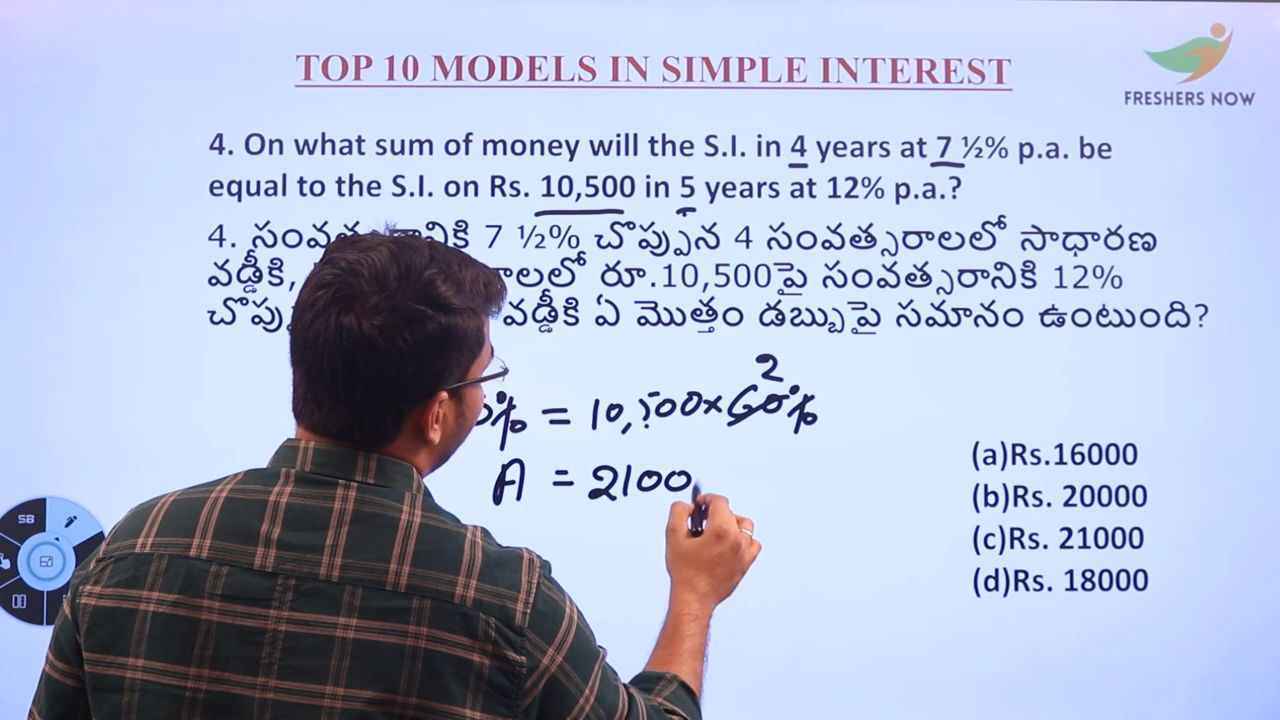 TOP 10 MODELS IN SIMPLE INTEREST
FRESHERS NOW
4. On what sum of money will the S.I. in 4 years at 7 ½% p.a. be
equal to the S.I. on Rs. 10,500 in 5 years at 12% p.a.?
4. 7 ½% చొప్పున 4 సంవత్సరాలలో సాధారణ
వడ్డీకి, రూ.10,500పై సంవత్సరానికి 12%
వడ్డీకి ఏ మొత్తం డబ్బుపై సమానం ఉంటుంది?
2
% = 10,500×60%
A = 2100
(a)Rs.16000
(b)Rs. 20000
(c)Rs. 21000
(d)Rs. 18000
SB